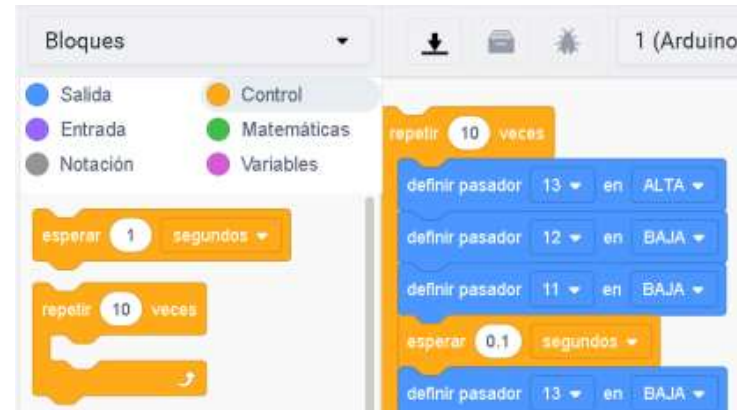 Bloques
1 (Arduino
Salida
Control
Entrada
Matemáticas
Notación
Variables
esperar 1 segundos
repetir 10 veces
repetir 10 veces
definir pasador 13 en ALTA
definir pasador 12 en BAJA
definir pasador 11 en BAJA
esperar 0.1 segundos
definir pasador 13 en BAJA